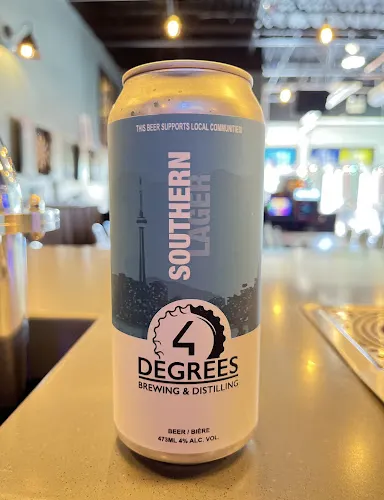 THIS BEER SUPPORTS LOCAL COMMUNITIES!
SOUTHERN
LAGER
4
DEGREES
BREWING & DISTILLING
BEER / BIÈRE
473ML 4% ALC. VOL.